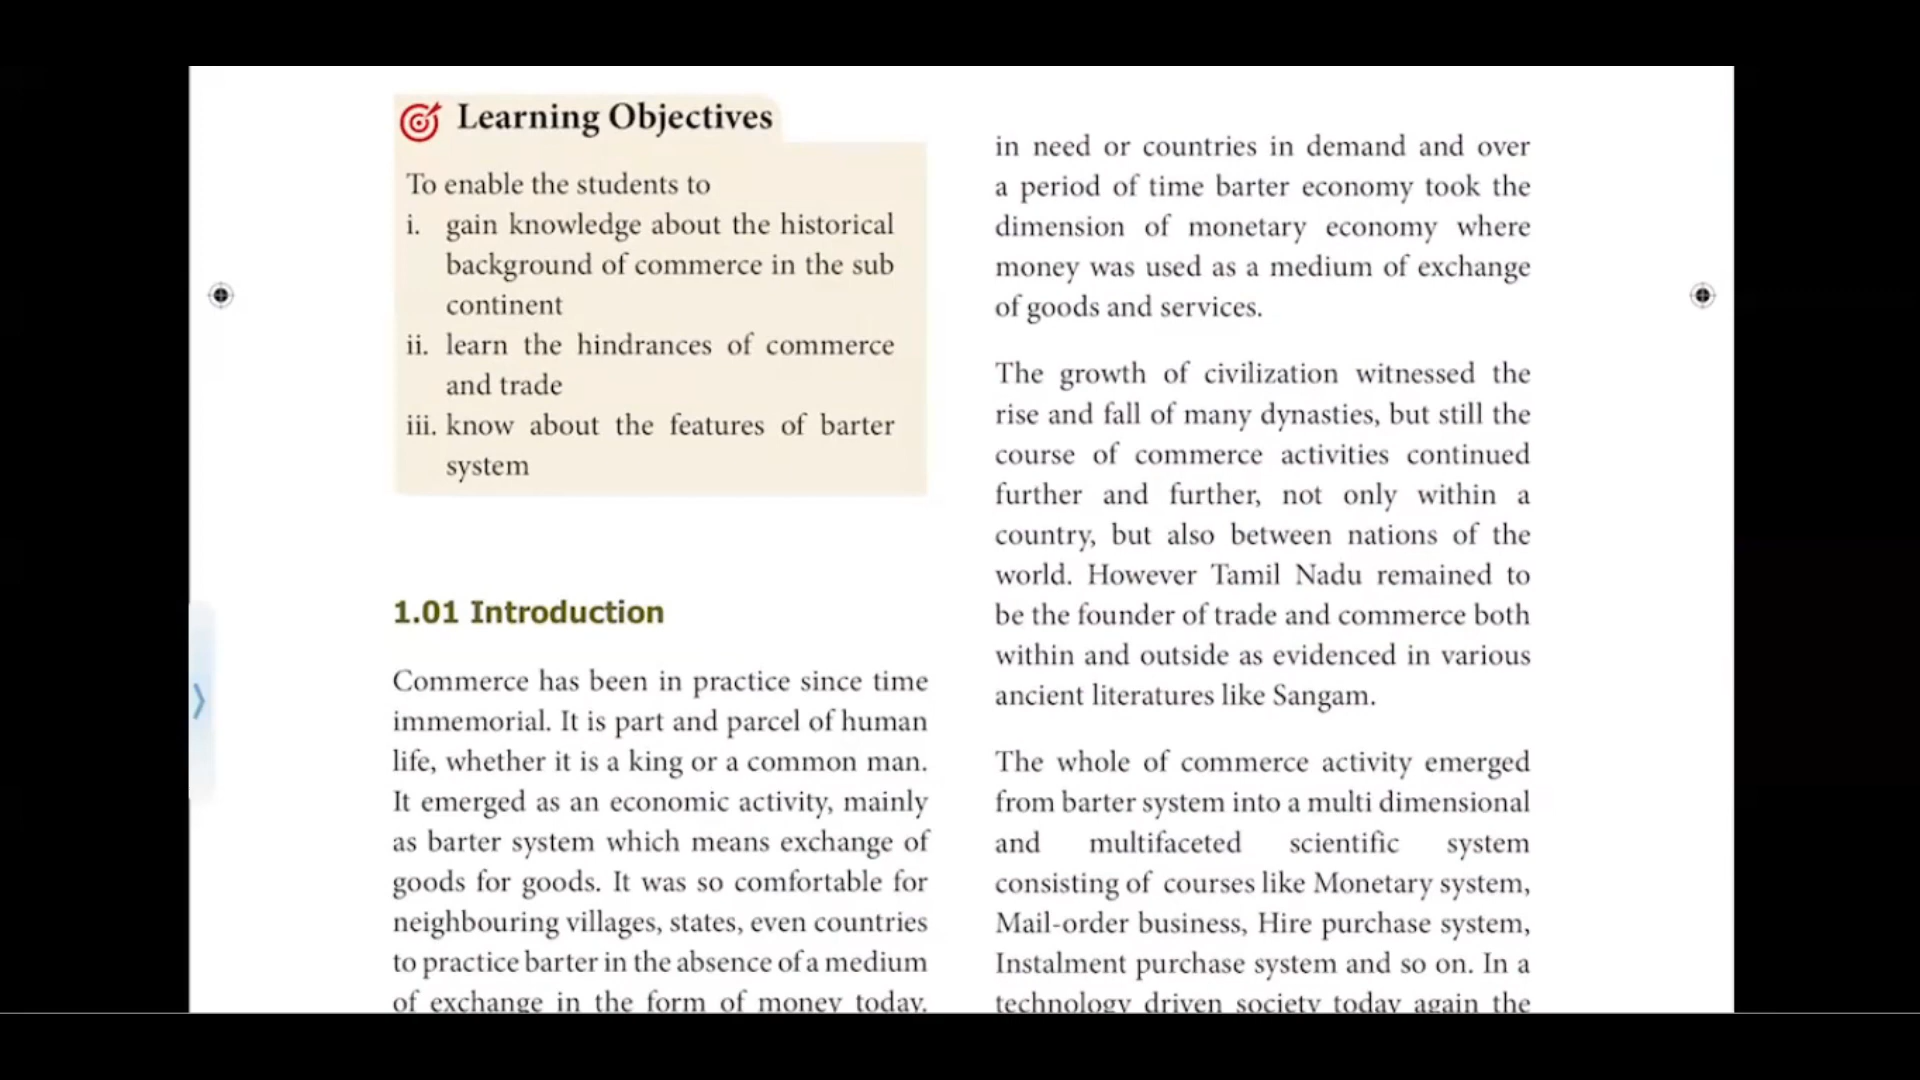 Learning Objectives
To enable the students to
i. gain knowledge about the historical
background of commerce in the sub
continent
ii. learn the hindrances of commerce
and trade
iii. know about the features of barter
system
1.01 Introduction
Commerce has been in practice since time
immemorial. It is part and parcel of human
life, whether it is a king or a common man.
It emerged as an economic activity, mainly
as barter system which means exchange of
goods for goods. It was so comfortable for
neighbouring villages, states, even countries
to practice barter in the absence of a medium
of exchange in the form of money today.
in need or countries in demand and over
a period of time barter economy took the
dimension of monetary economy where
money was used as a medium of exchange
of goods and services.
The growth of civilization witnessed the
rise and fall of many dynasties, but still the
course of commerce activities continued
further and further, not only within a
country, but also between nations of the
world. However Tamil Nadu remained to
be the founder of trade and commerce both
within and outside as evidenced in various
ancient literatures like Sangam.
The whole of commerce activity emerged
from barter system into a multi dimensional
and multifaceted scientific system
consisting of courses like Monetary system,
Mail-order business, Hire purchase system,
Instalment purchase system and so on. In a
technology driven society today again the